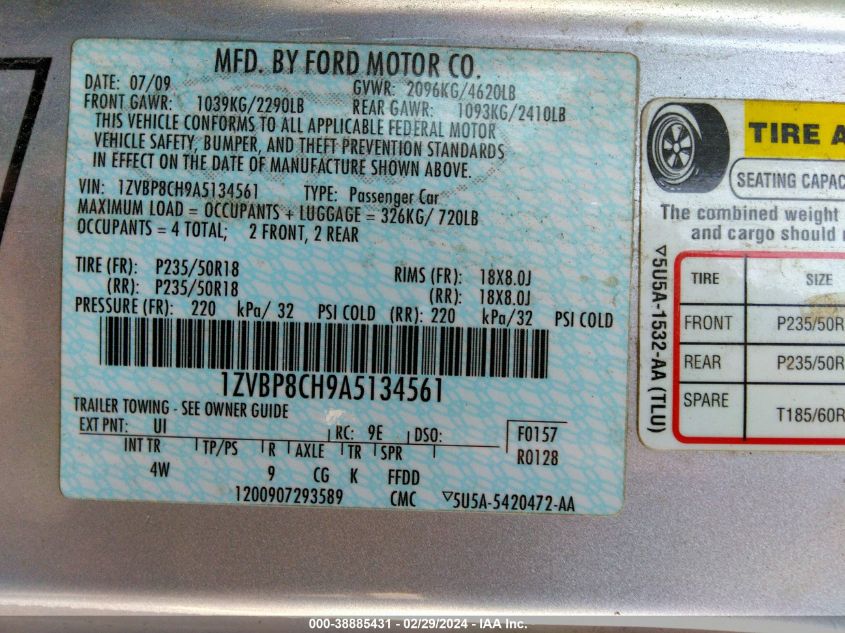 MFD. BY FORD MOTOR CO.
DATE: 07/09 GVWR: 2096KG/4620LB
FRONT GAWR: 1039KG/2290LB REAR GAWR: 1093KG/2410LB
THIS VEHICLE CONFORMS TO ALL APPLICABLE FEDERAL MOTOR
VEHICLE SAFETY, BUMPER, AND THEFT PREVENTION STANDARDS
IN EFFECT ON THE DATE OF MANUFACTURE SHOWN ABOVE.
VIN: 1ZVBP8CH9A5134561 TYPE: Passenger Car
MAXIMUM LOAD = OCCUPANTS + LUGGAGE = 326KG/ 720LB
OCCUPANTS = 4 TOTAL; 2 FRONT, 2 REAR
TIRE (FR): P235/50R18 RIMS (FR): 18X8.0J
(RR): P235/50R18 (RR): 18X8.0J
PRESSURE (FR): 220 kPa/ 32 PSI COLD (RR): 220 kPa/32 PSI COLD
1ZVBP8CH9A5134561
TRAILER TOWING - SEE OWNER GUIDE
EXT PNT: UI RC: 9E DSO: F0157
R0128
INT TR TP/PS R AXLE TR SPR
4W 9 CG K FFDD
1200907293589 CMC 5U5A-5420472-AA
TIRE A
SEATING CAPAC
The combined weight
and cargo should
5U5A-1532-AA (TLU)
TIRE SIZE
FRONT P235/50R
REAR P235/50R
SPARE T185/60R
000-38885431 - 02/29/2024 - IAA Inc.